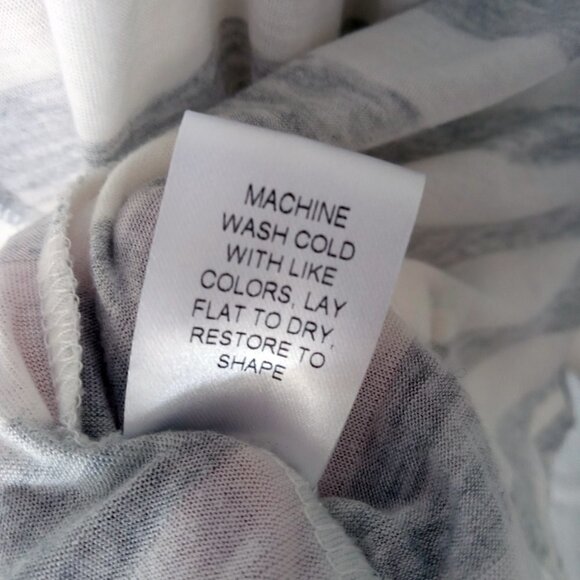 MACHINE
WASH COLD
WITH LIKE
COLORS, LAY
FLAT TO DRY,
RESTORE TO
SHAPE